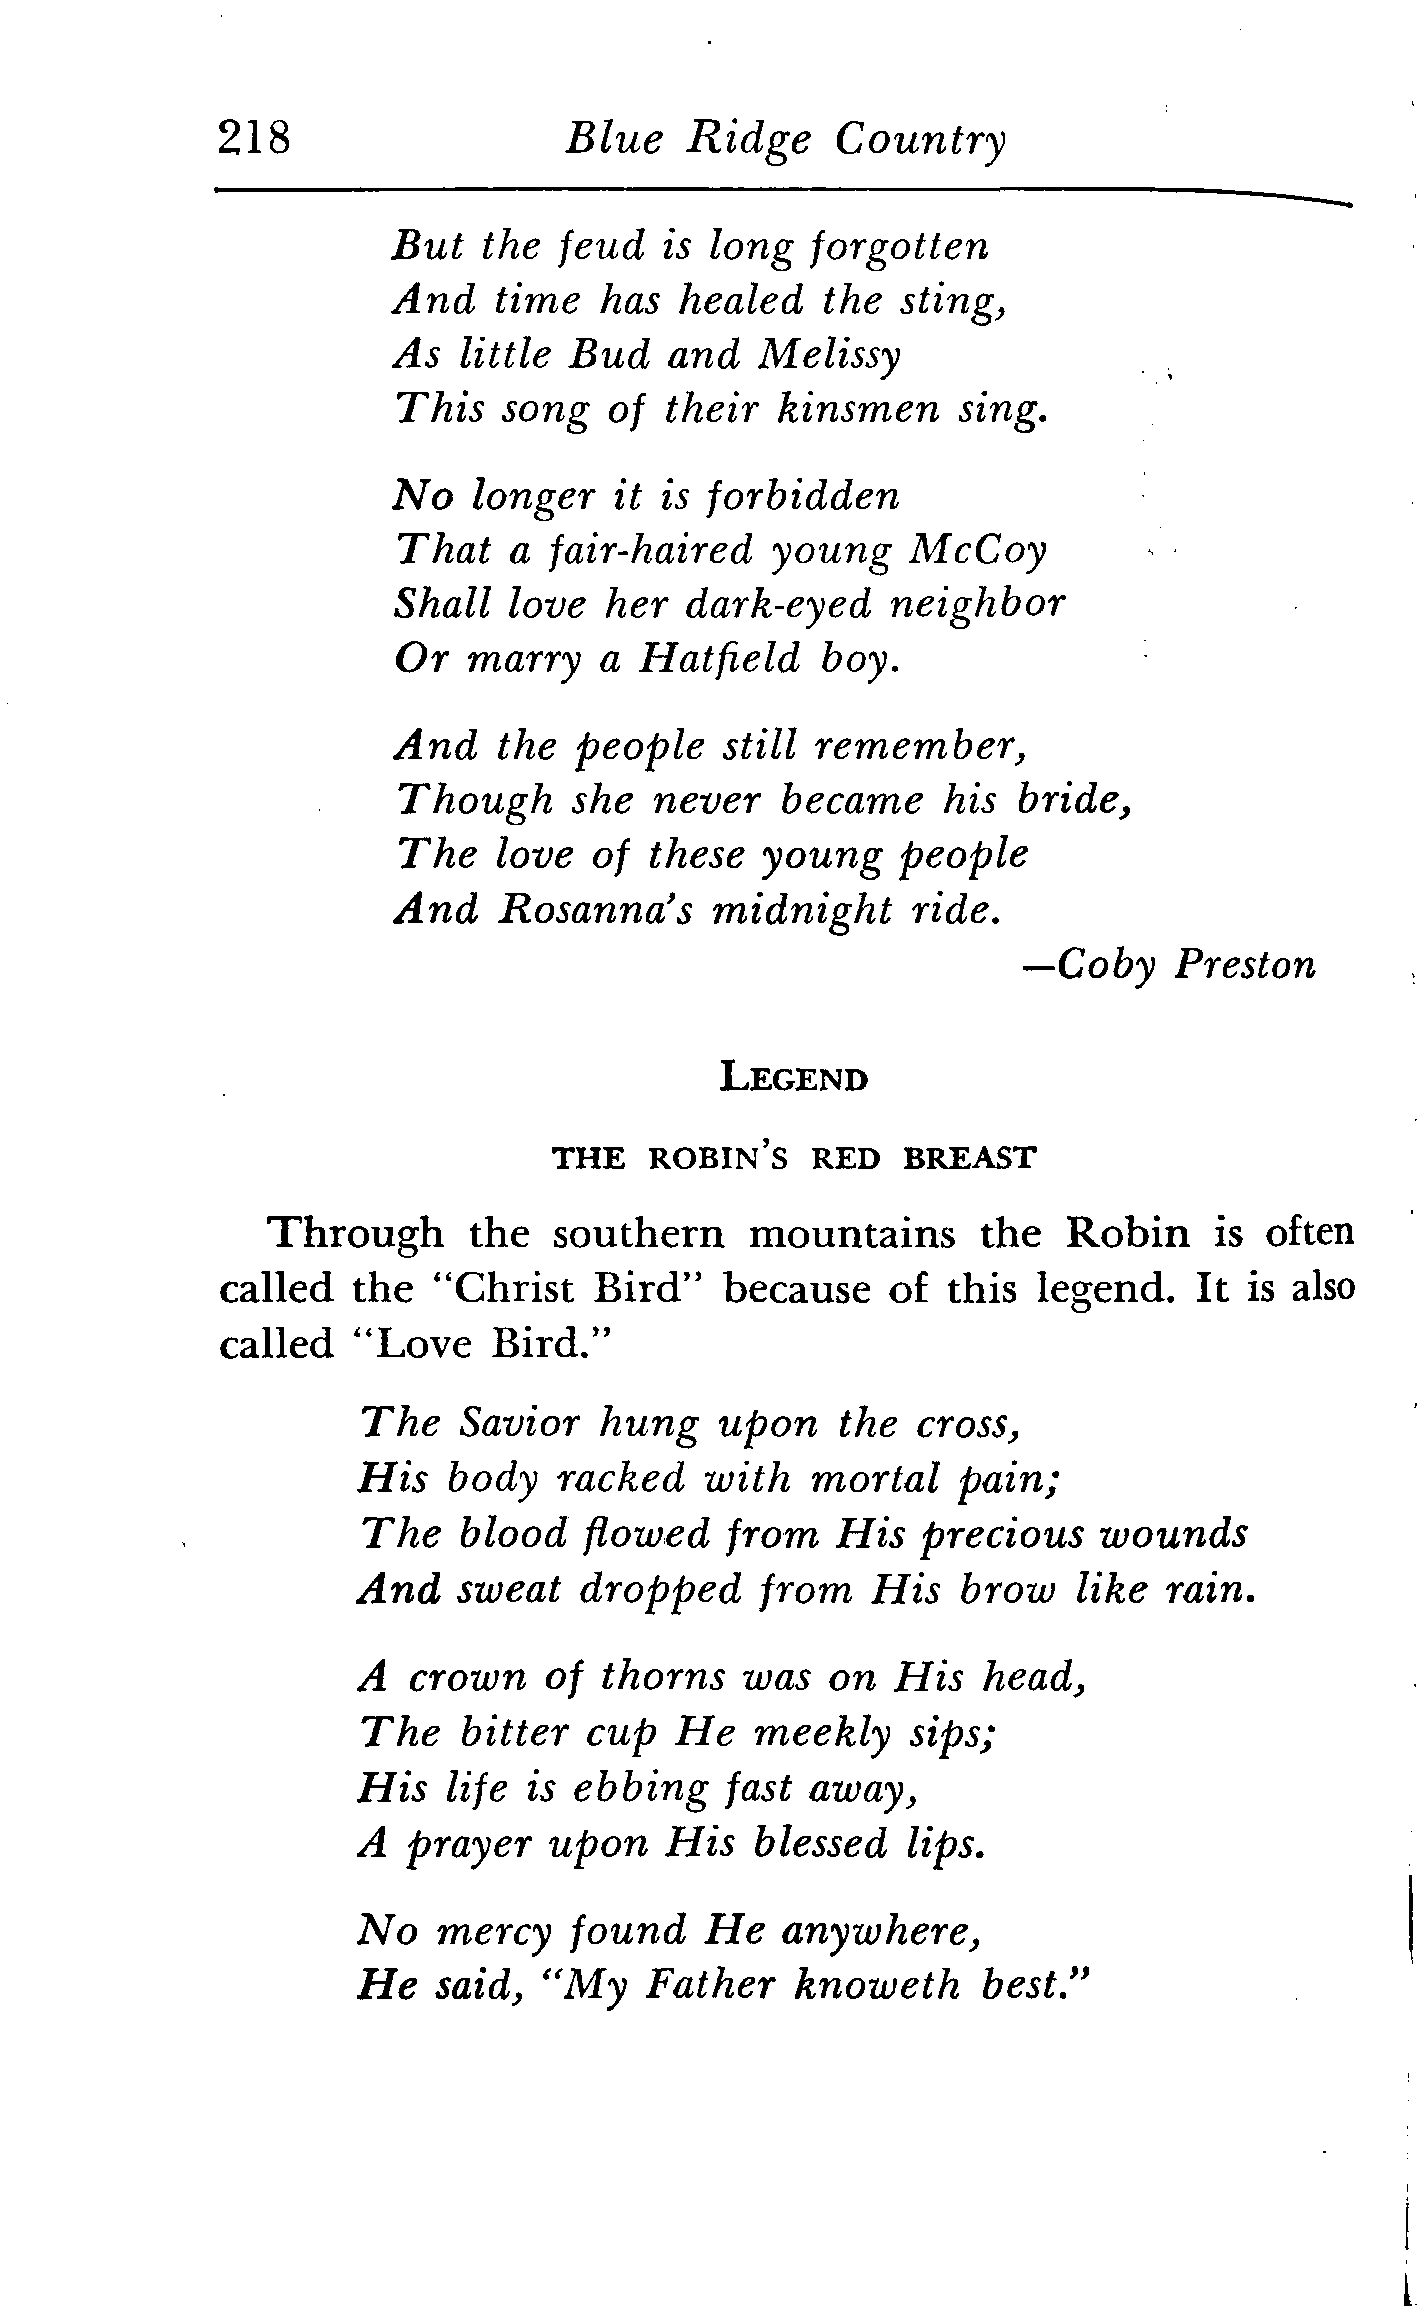 218 Blue Ridge Country
But the feud is long forgotten
And time has healed the sting,
As little Bud and Melissy
This song of their kinsmen sing.
No longer it is forbidden
That a fair-haired young McCoy
Shall love her dark-eyed neighbor
Or marry a Hatfield boy.
And the people still remember,
Though she never became his bride,
The love of these young people
And Rosanna's midnight ride.
—Coby Preston
LEGEND
THE ROBIN'S RED BREAST
Through the southern mountains the Robin is often
called the "Christ Bird" because of this legend. It is also
called "Love Bird."
The Savior hung upon the cross,
His body racked with mortal pain;
The blood flowed from His precious wounds
And sweat dropped from His brow like rain.
A crown of thorns was on His head,
The bitter cup He meekly sips;
His life is ebbing fast away,
A prayer upon His blessed lips.
No mercy found He anywhere,
He said, "My Father knoweth best."